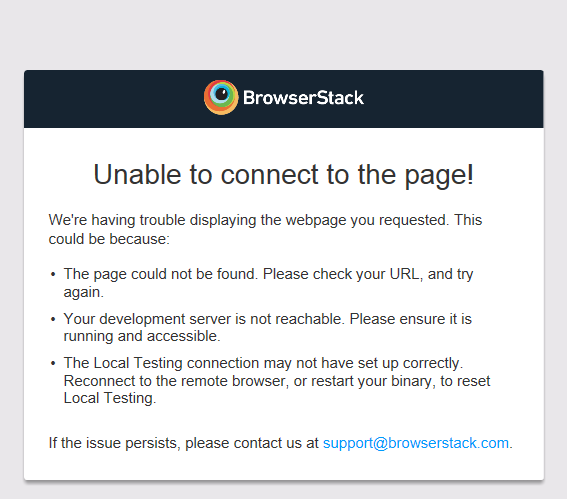 BrowserStack
Unable to connect to the page!
We're having trouble displaying the webpage you requested. This
could be because:
• The page could not be found. Please check your URL, and try
again.
• Your development server is not reachable. Please ensure it is
running and accessible.
• The Local Testing connection may not have set up correctly.
Reconnect to the remote browser, or restart your binary, to reset
Local Testing.
If the issue persists, please contact us at support@browserstack.com.